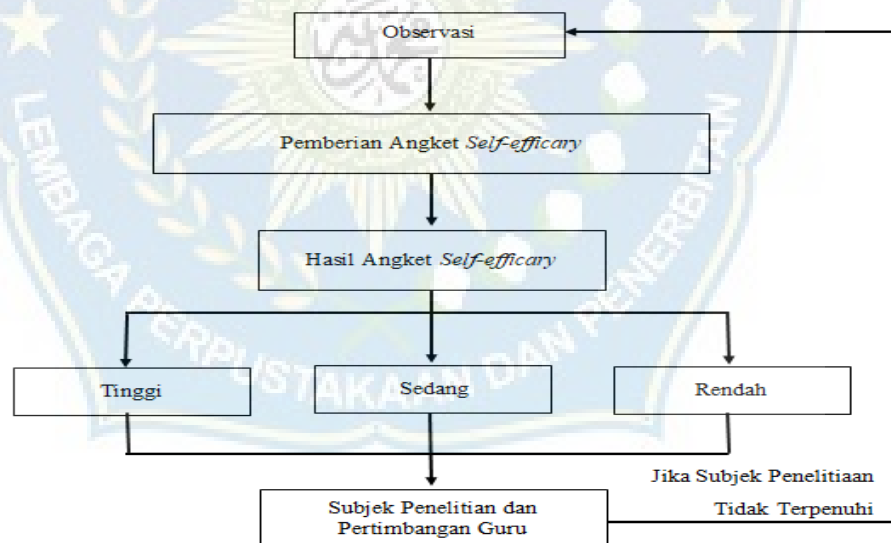 Observasi
Pemberian Angket Self-efficary
Hasil Angket Self-efficary
Tinggi
Sedang
Rendah
Jika Subjek Penelitiaan
Tidak Terpenuhi
Subjek Penelitian dan
Pertimbangan Guru
LEMBAGA PERPUSTAKAAN DAN PENERBITAN